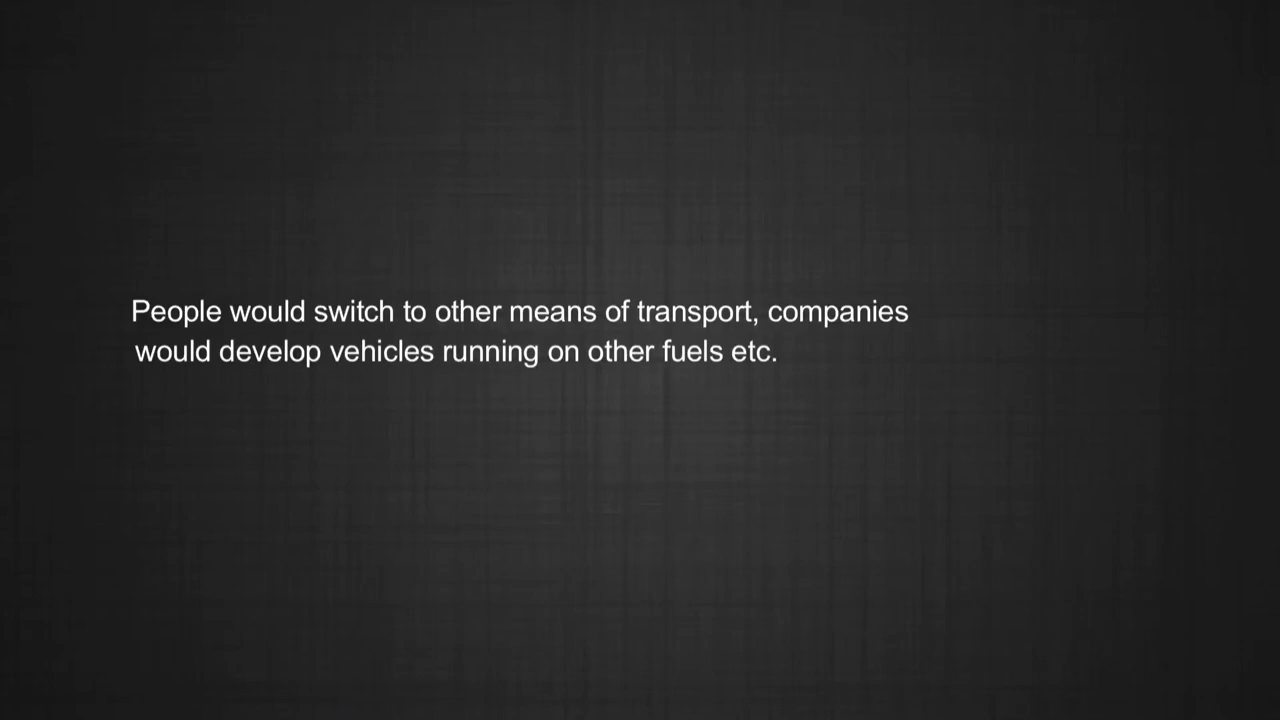 People would switch to other means of transport, companies
would develop vehicles running on other fuels etc.